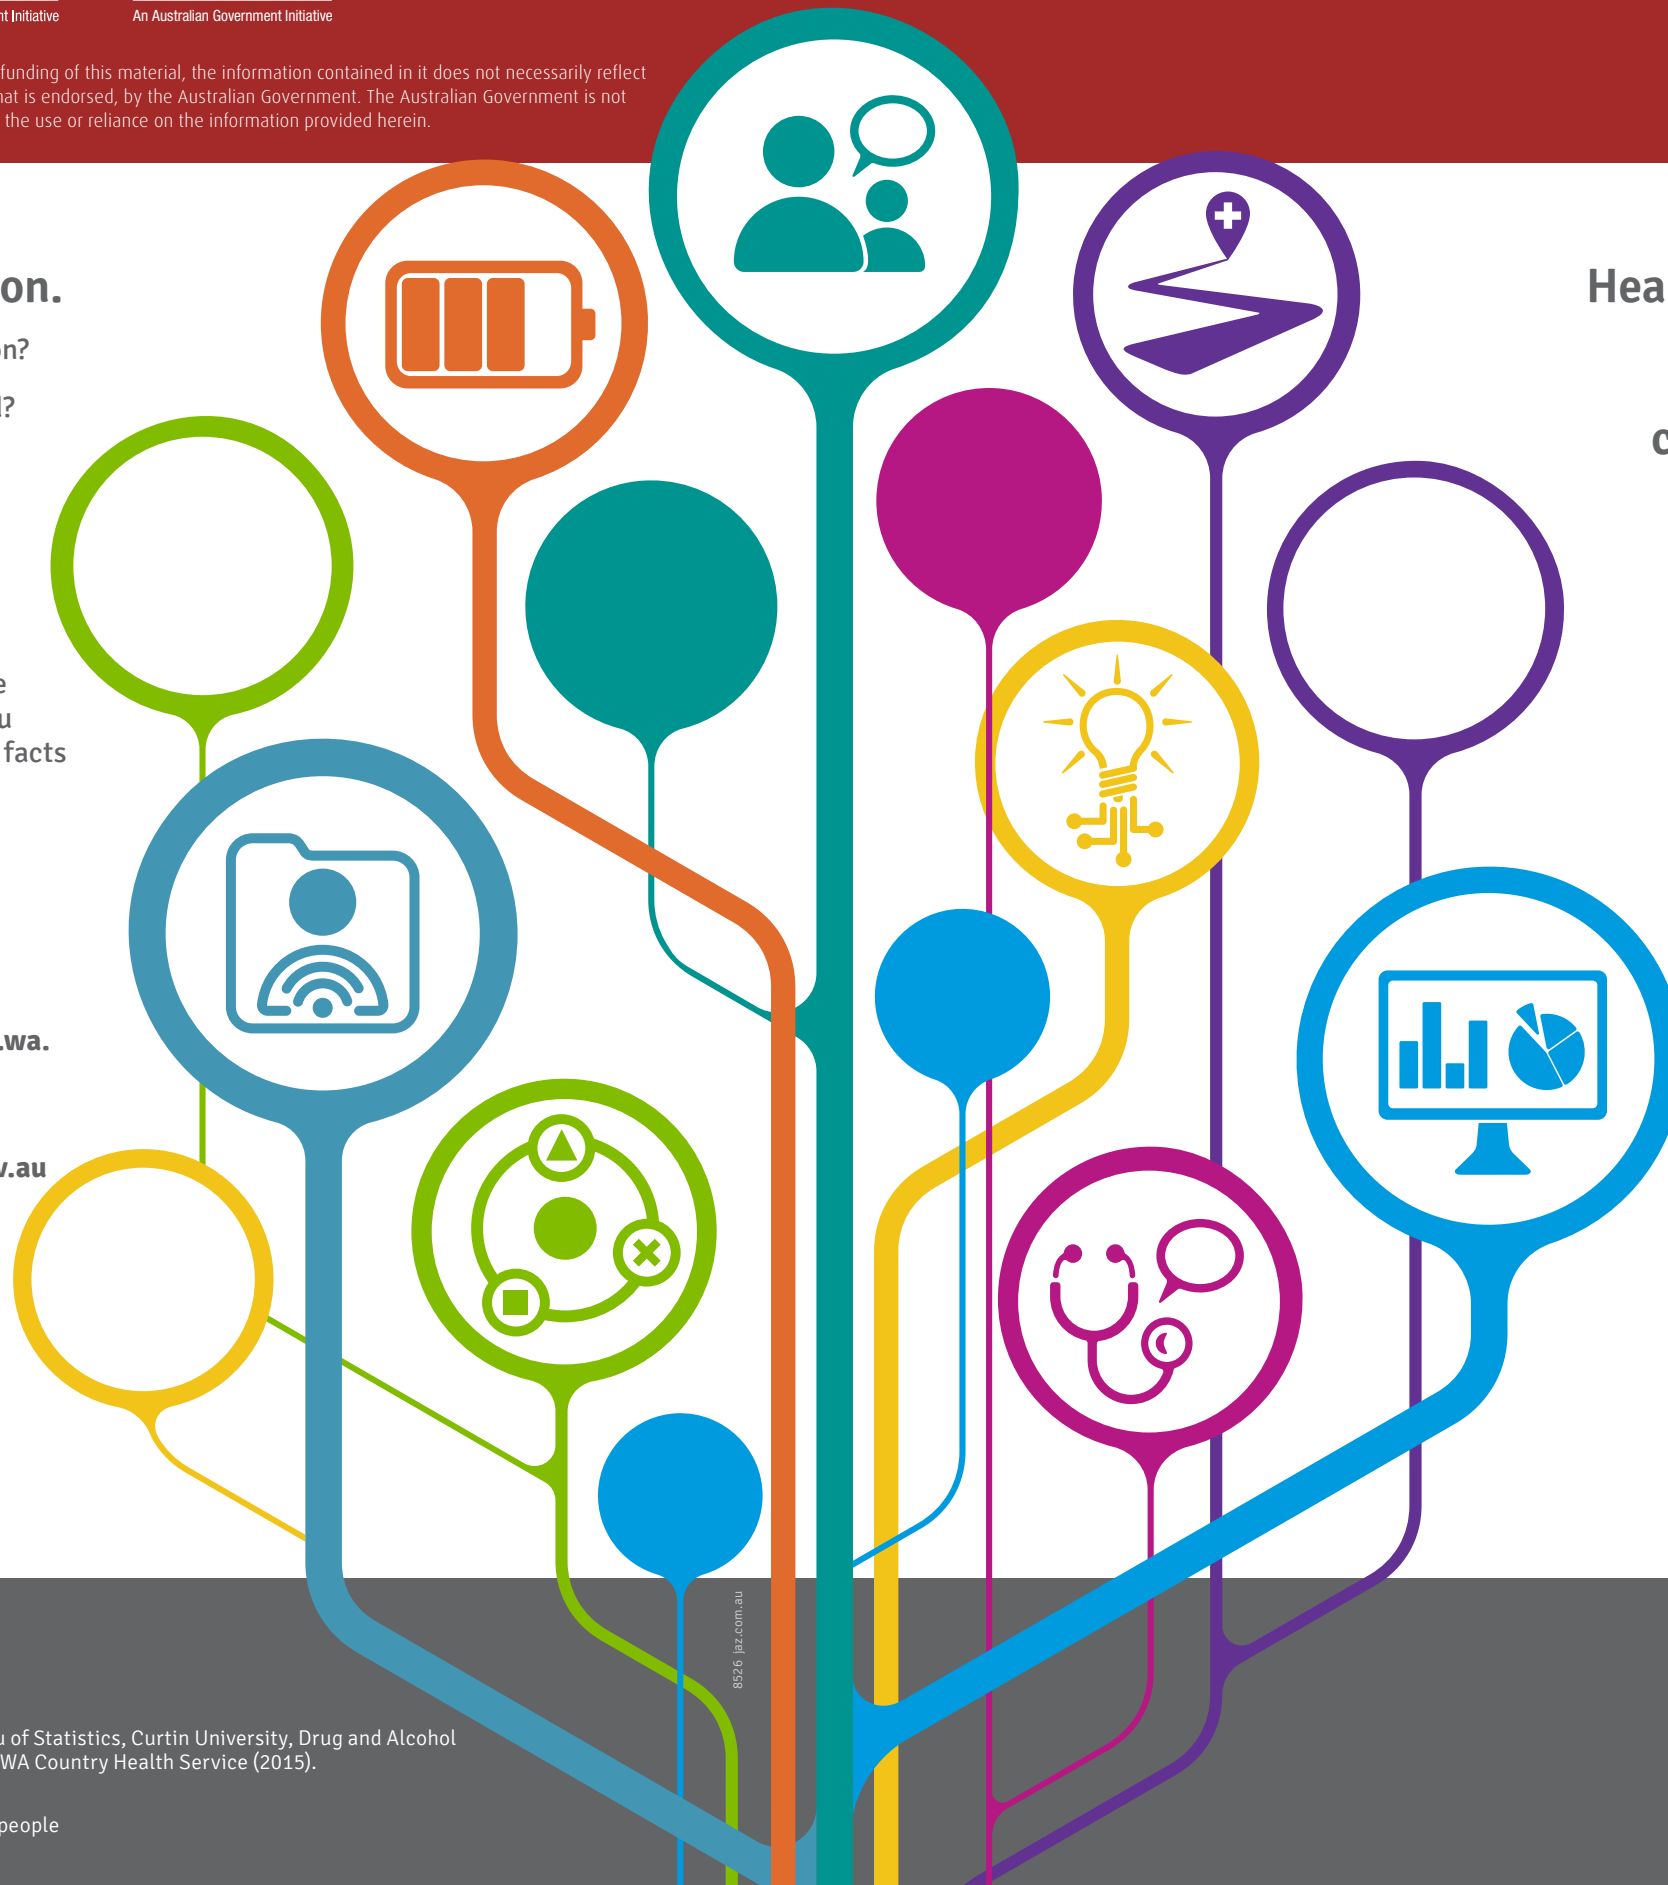 nt Initiative
An Australian Government Initiative
funding of this material, the information contained in it does not necessarily reflect
hat is endorsed, by the Australian Government. The Australian Government is not
the use or reliance on the information provided herein.
on.
on?
d?
e
u
facts
.wa.
v.au
Hea
c
8526 jaz.com.au
u of Statistics, Curtin University, Drug and Alcohol
WA Country Health Service (2015).
people